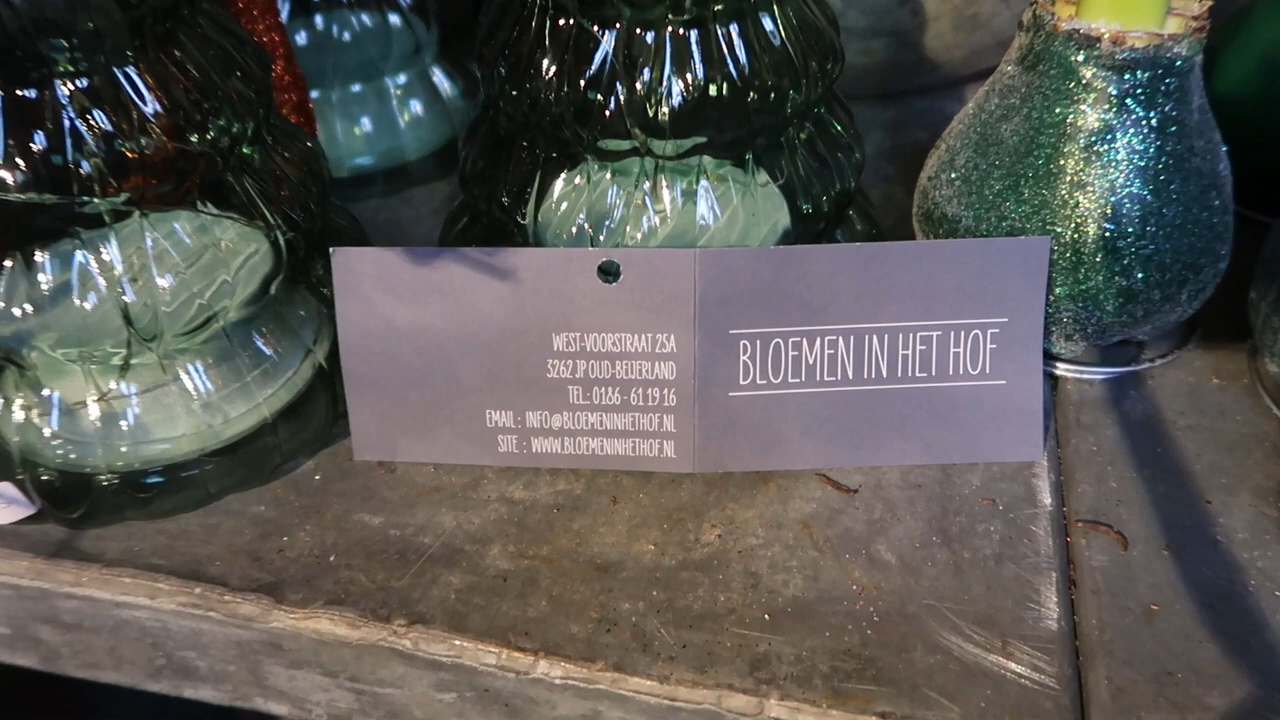 WEST-VOORSTRAAT 25A
3262 JP OUD-BEIJERLAND
TEL.: 0186 - 61 19 16
EMAIL : INFO@BLOEMENINHETHOF.NL
SITE : WWW.BLOEMENINHETHOF.NL
BLOEMEN IN HET HOF